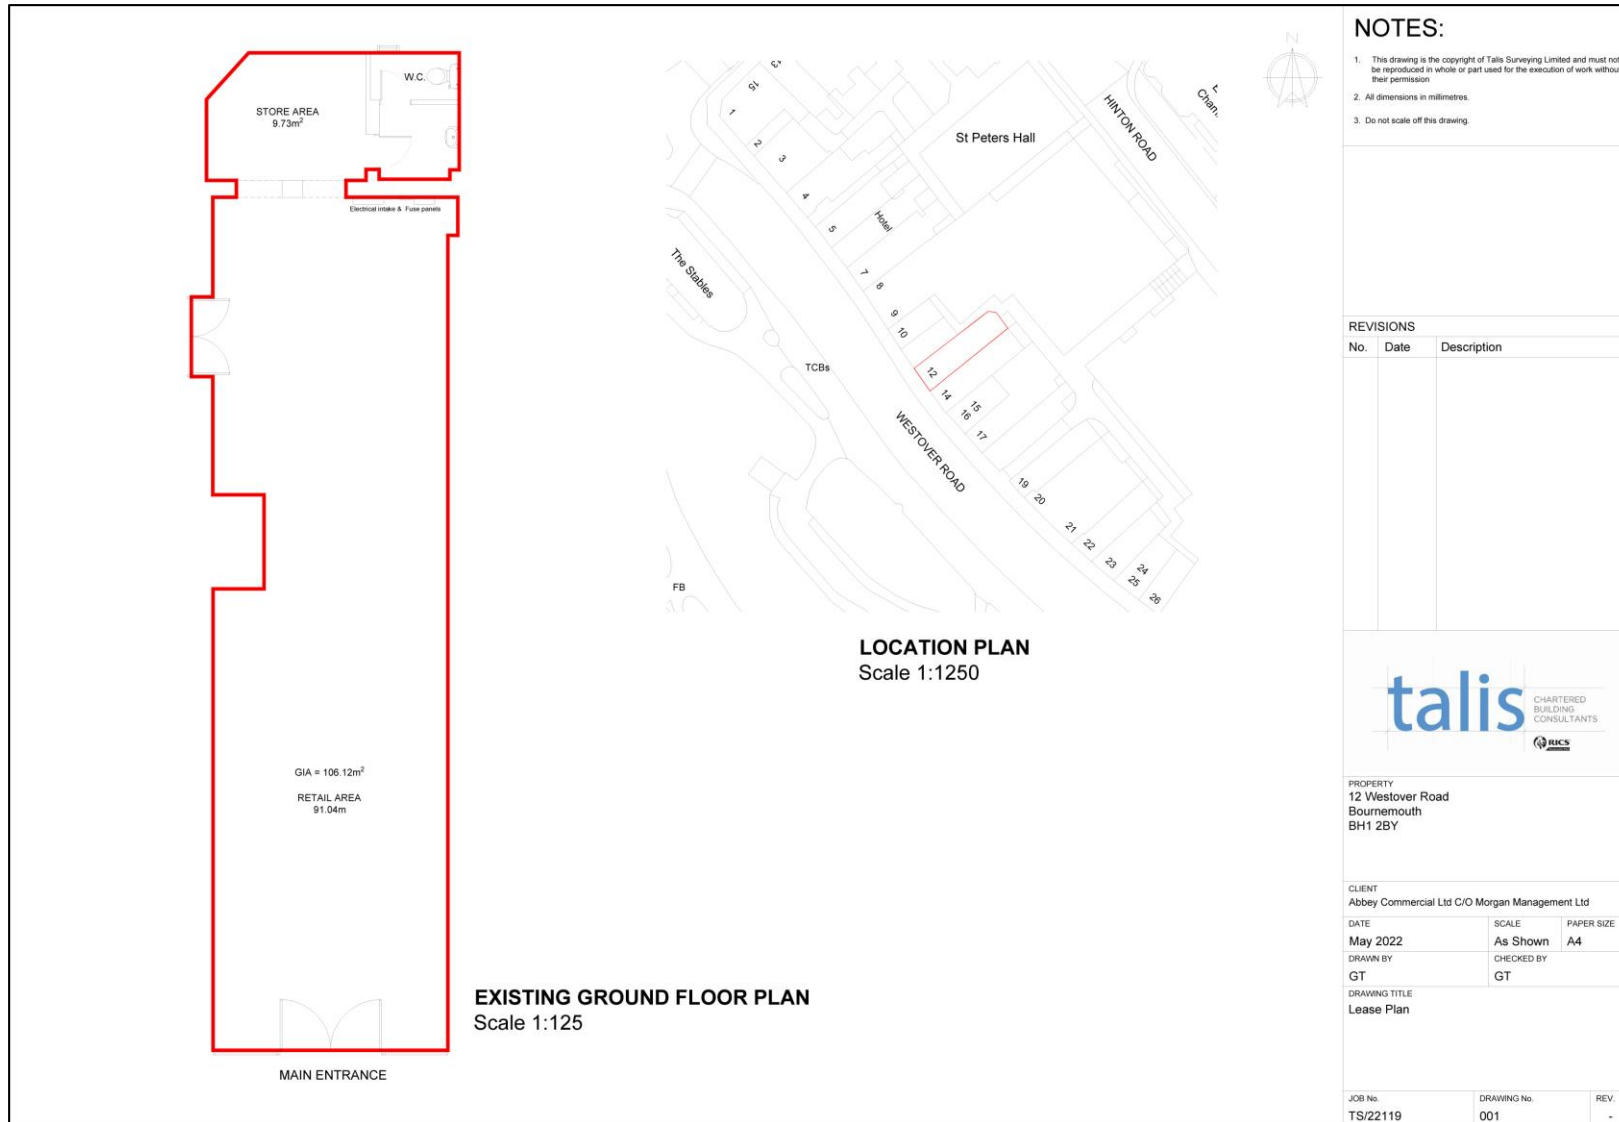 W.C.
STORE AREA
9.73m²
Electrical intake & Fuse panels
GIA = 106.12m²
RETAIL AREA
91.04m
MAIN ENTRANCE
EXISTING GROUND FLOOR PLAN
Scale 1:125
N
13
15
1
2
3
4
5
Hotel
7
8
9
10
12
14
15
16
17
19
20
21
22
23
24
25
26
St Peters Hall
HINTON ROAD
The Stables
TCBs
WESTOVER ROAD
FB
LOCATION PLAN
Scale 1:1250
NOTES:
1. This drawing is the copyright of Talis Surveying Limited and must not
be reproduced in whole or part used for the execution of work without
their permission
2. All dimensions in millimetres.
3. Do not scale off this drawing.
REVISIONS
No. Date Description
talis
CHARTERED
BUILDING
CONSULTANTS
RICS
PROPERTY
12 Westover Road
Bournemouth
BH1 2BY
CLIENT
Abbey Commercial Ltd C/O Morgan Management Ltd
DATE SCALE PAPER SIZE
May 2022 As Shown A4
DRAWN BY CHECKED BY
GT GT
DRAWING TITLE
Lease Plan
JOB No. DRAWING No. REV.
TS/22119 001 -